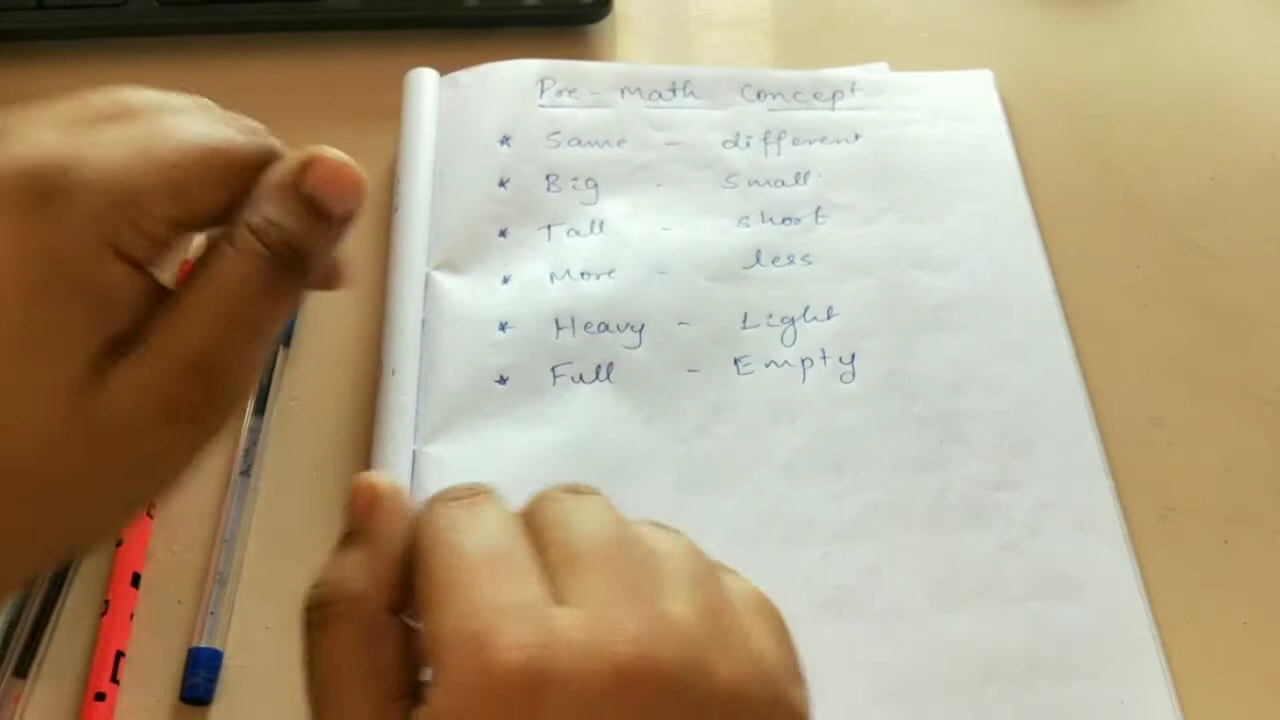 Pre-math Concept
* Same - different
* Big - Small
* Tall - short
* More - less
* Heavy - Light
* Full - Empty